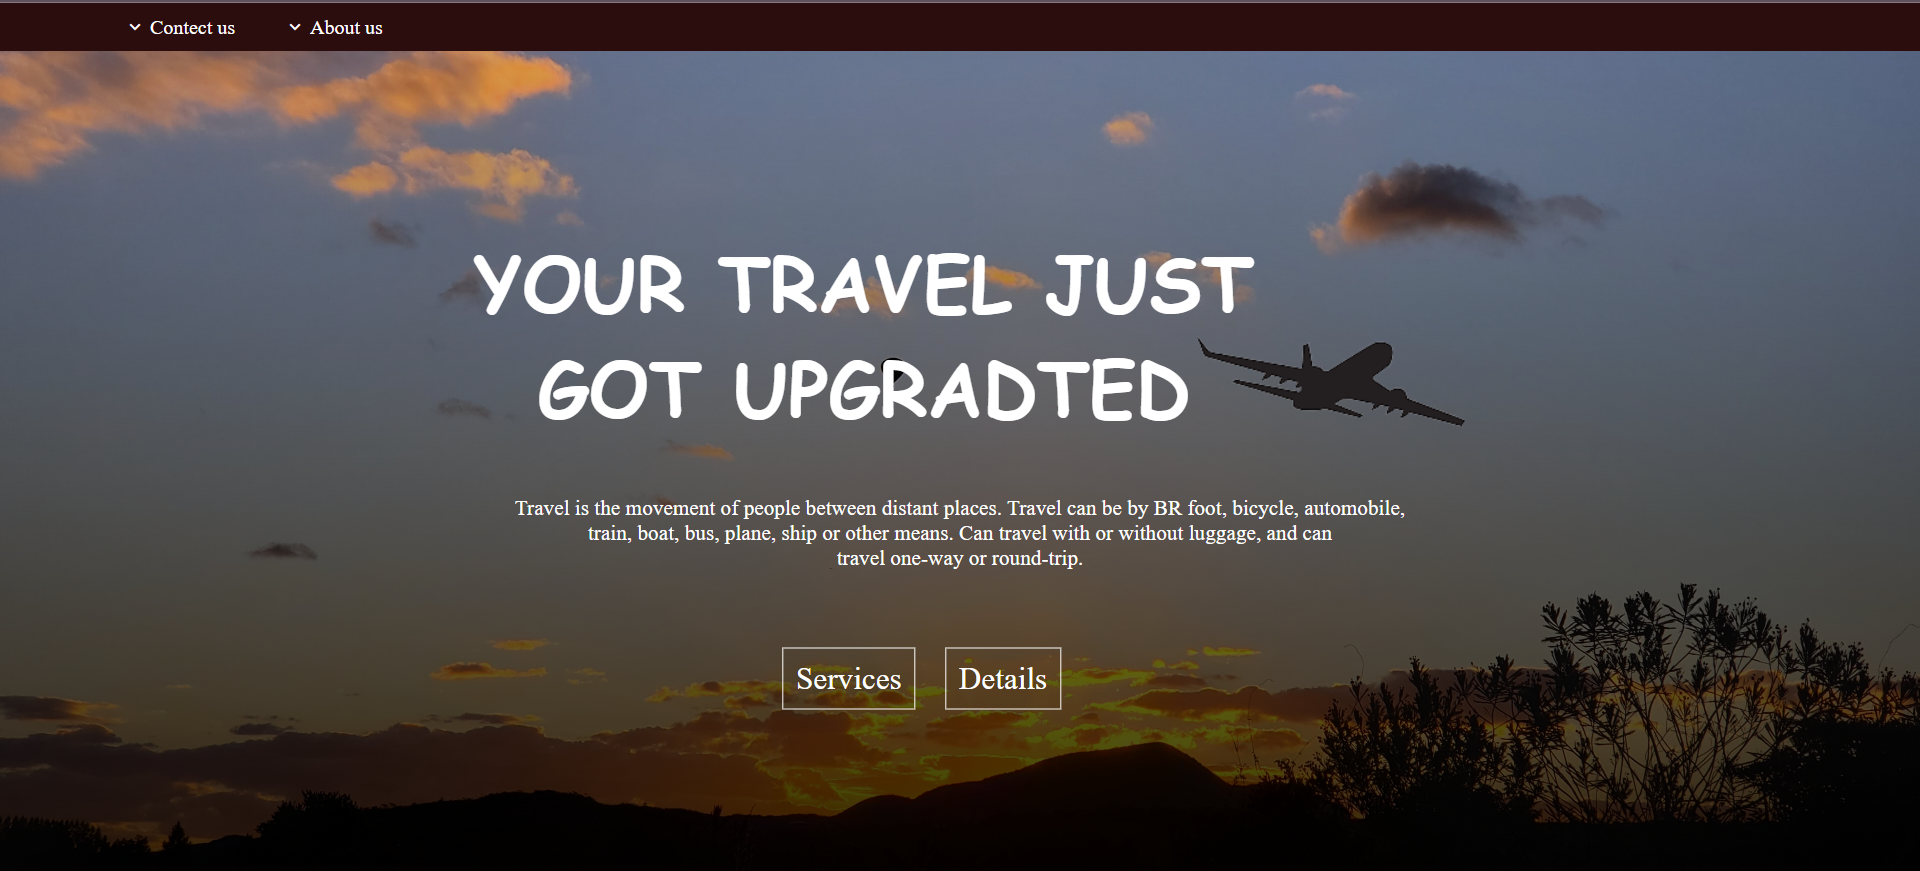 Contect us
About us
YOUR TRAVEL JUST
GOT UPGRADTED
Travel is the movement of people between distant places. Travel can be by BR foot, bicycle, automobile,
train, boat, bus, plane, ship or other means. Can travel with or without luggage, and can
travel one-way or round-trip.
Services
Details